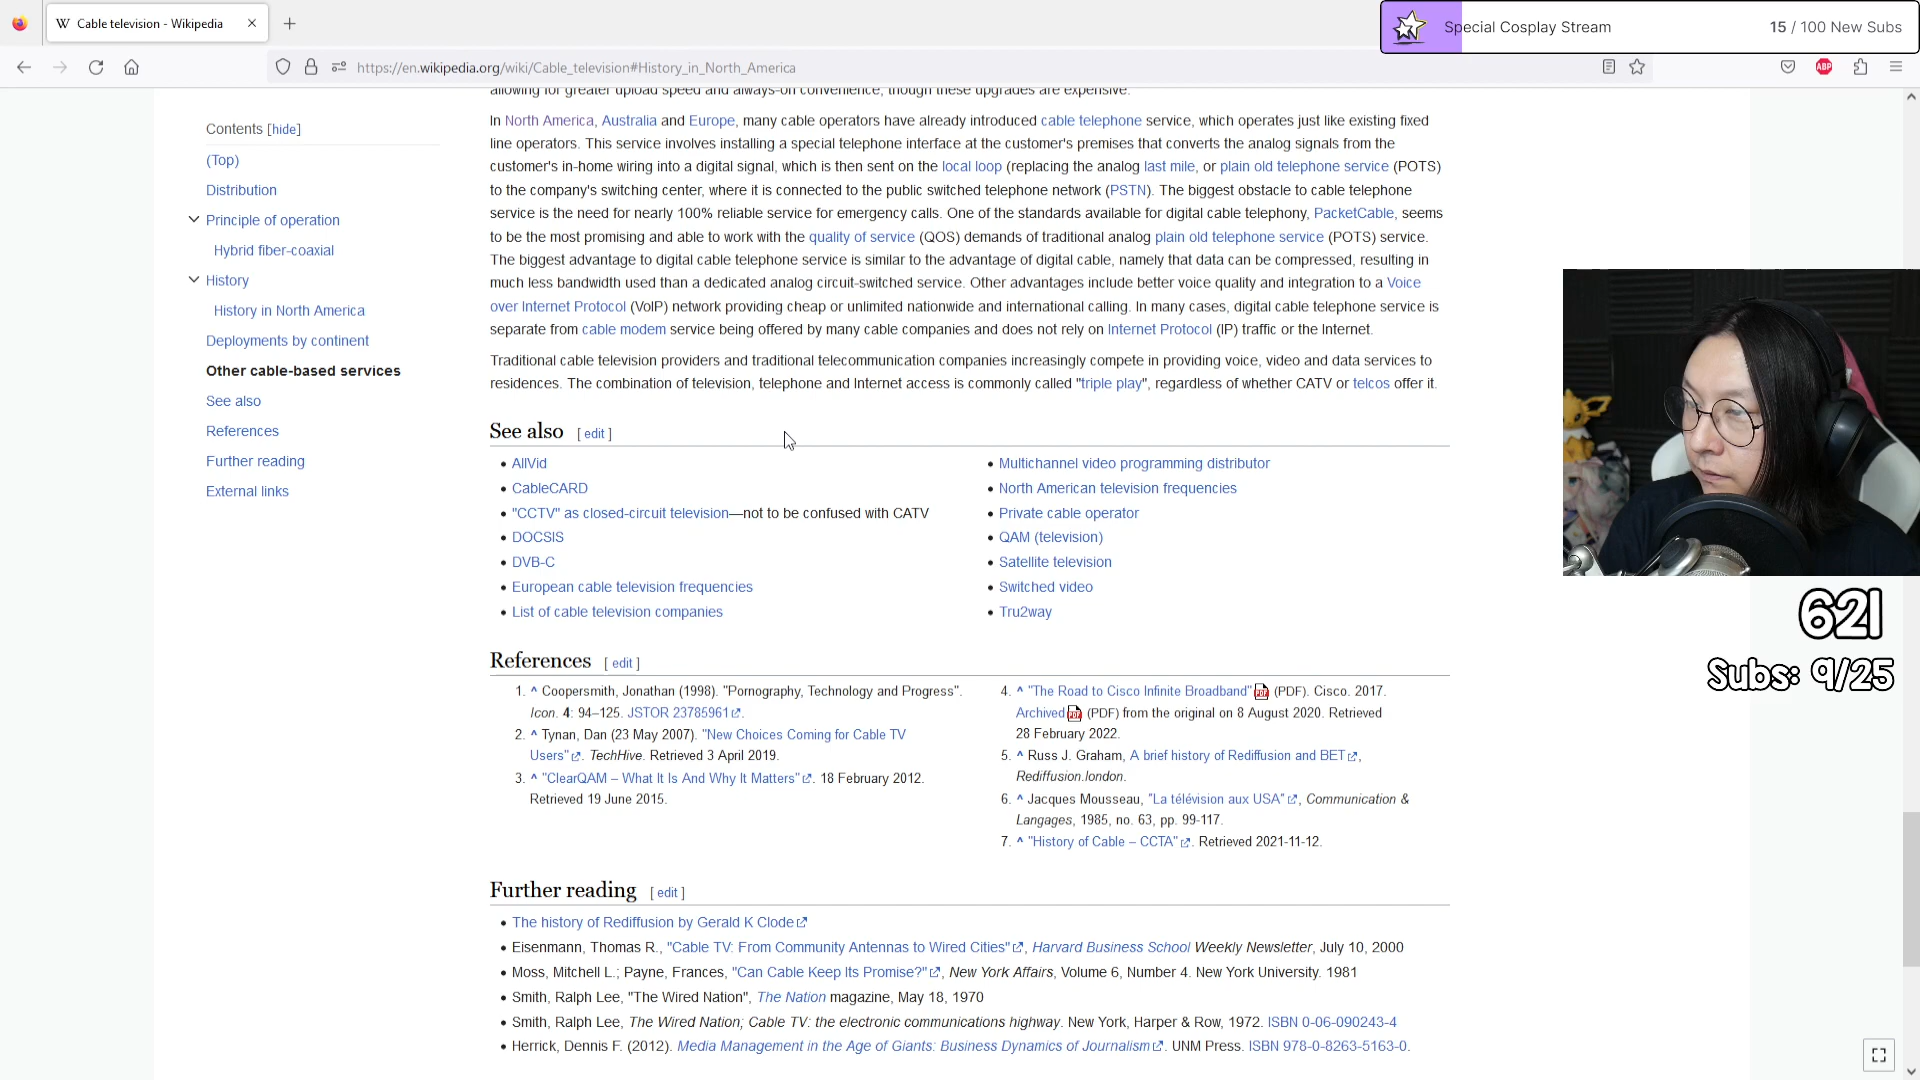 Cable television - Wikipedia
Special Cosplay Stream
15 / 100 New Subs
https://en.wikipedia.org/wiki/Cable_television#History_in_North_America
ABP
Contents [hide]
(Top)
Distribution
Principle of operation
Hybrid fiber-coaxial
History
History in North America
Deployments by continent
Other cable-based services
See also
References
Further reading
External links
allowing for greater upload speed and always-on convenience, though these upgrades are expensive.
In North America, Australia and Europe, many cable operators have already introduced cable telephone service, which operates just like existing fixed
line operators. This service involves installing a special telephone interface at the customer's premises that converts the analog signals from the
customer's in-home wiring into a digital signal, which is then sent on the local loop (replacing the analog last mile, or plain old telephone service (POTS)
to the company's switching center, where it is connected to the public switched telephone network (PSTN). The biggest obstacle to cable telephone
service is the need for nearly 100% reliable service for emergency calls. One of the standards available for digital cable telephony, PacketCable, seems
to be the most promising and able to work with the quality of service (QOS) demands of traditional analog plain old telephone service (POTS) service.
The biggest advantage to digital cable telephone service is similar to the advantage of digital cable, namely that data can be compressed, resulting in
much less bandwidth used than a dedicated analog circuit-switched service. Other advantages include better voice quality and integration to a Voice
over Internet Protocol (VoIP) network providing cheap or unlimited nationwide and international calling. In many cases, digital cable telephone service is
separate from cable modem service being offered by many cable companies and does not rely on Internet Protocol (IP) traffic or the Internet.
Traditional cable television providers and traditional telecommunication companies increasingly compete in providing voice, video and data services to
residences. The combination of television, telephone and Internet access is commonly called "triple play", regardless of whether CATV or telcos offer it.
See also [ edit ]
• AllVid
• CableCARD
• "CCTV" as closed-circuit television—not to be confused with CATV
• DOCSIS
• DVB-C
• European cable television frequencies
• List of cable television companies
• Multichannel video programming distributor
• North American television frequencies
• Private cable operator
• QAM (television)
• Satellite television
• Switched video
• Tru2way
References [ edit ]
1. ^ Coopersmith, Jonathan (1998). "Pornography, Technology and Progress".
Icon. 4: 94–125. JSTOR 23785961.
2. ^ Tynan, Dan (23 May 2007). "New Choices Coming for Cable TV
Users". TechHive. Retrieved 3 April 2019.
3. ^ "ClearQAM – What It Is And Why It Matters". 18 February 2012.
Retrieved 19 June 2015.
4. ^ "The Road to Cisco Infinite Broadband" (PDF). Cisco. 2017.
Archived (PDF) from the original on 8 August 2020. Retrieved
28 February 2022.
5. ^ Russ J. Graham, A brief history of Rediffusion and BET,
Rediffusion.london.
6. ^ Jacques Mousseau, "La télévision aux USA", Communication &
Langages, 1985, no. 63, pp. 99-117.
7. ^ "History of Cable – CCTA". Retrieved 2021-11-12.
Further reading [ edit ]
• The history of Rediffusion by Gerald K Clode
• Eisenmann, Thomas R., "Cable TV: From Community Antennas to Wired Cities", Harvard Business School Weekly Newsletter, July 10, 2000
• Moss, Mitchell L.; Payne, Frances, "Can Cable Keep Its Promise?", New York Affairs, Volume 6, Number 4. New York University. 1981
• Smith, Ralph Lee, "The Wired Nation", The Nation magazine, May 18, 1970
• Smith, Ralph Lee, The Wired Nation; Cable TV: the electronic communications highway. New York, Harper & Row, 1972. ISBN 0-06-090243-4
• Herrick, Dennis F. (2012). Media Management in the Age of Giants: Business Dynamics of Journalism. UNM Press. ISBN 978-0-8263-5163-0.
621
Subs: 9/25